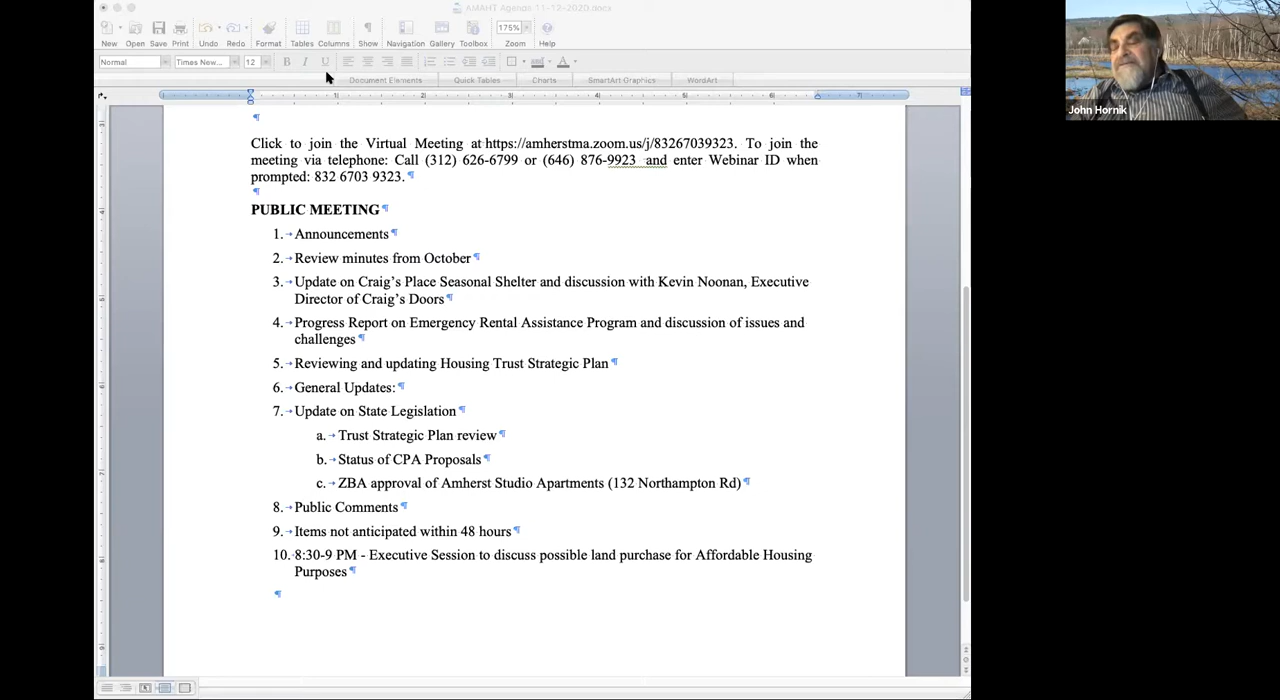 AMAHT Agenda 11-12-2020.docx
New Open Save Print Undo Redo Format Tables Columns Show Navigation Gallery Toolbox Zoom Help
175%
Normal Times New... 12 B I U
Document Elements Quick Tables Charts SmartArt Graphics WordArt
Click to join the Virtual Meeting at https://amherstma.zoom.us/j/83267039323. To join the
meeting via telephone: Call (312) 626-6799 or (646) 876-9923 and enter Webinar ID when
prompted: 832 6703 9323.
PUBLIC MEETING
1. Announcements
2. Review minutes from October
3. Update on Craig's Place Seasonal Shelter and discussion with Kevin Noonan, Executive
Director of Craig's Doors
4. Progress Report on Emergency Rental Assistance Program and discussion of issues and
challenges
5. Reviewing and updating Housing Trust Strategic Plan
6. General Updates:
7. Update on State Legislation
a. Trust Strategic Plan review
b. Status of CPA Proposals
c. ZBA approval of Amherst Studio Apartments (132 Northampton Rd)
8. Public Comments
9. Items not anticipated within 48 hours
10. 8:30-9 PM - Executive Session to discuss possible land purchase for Affordable Housing
Purposes
John Hornik